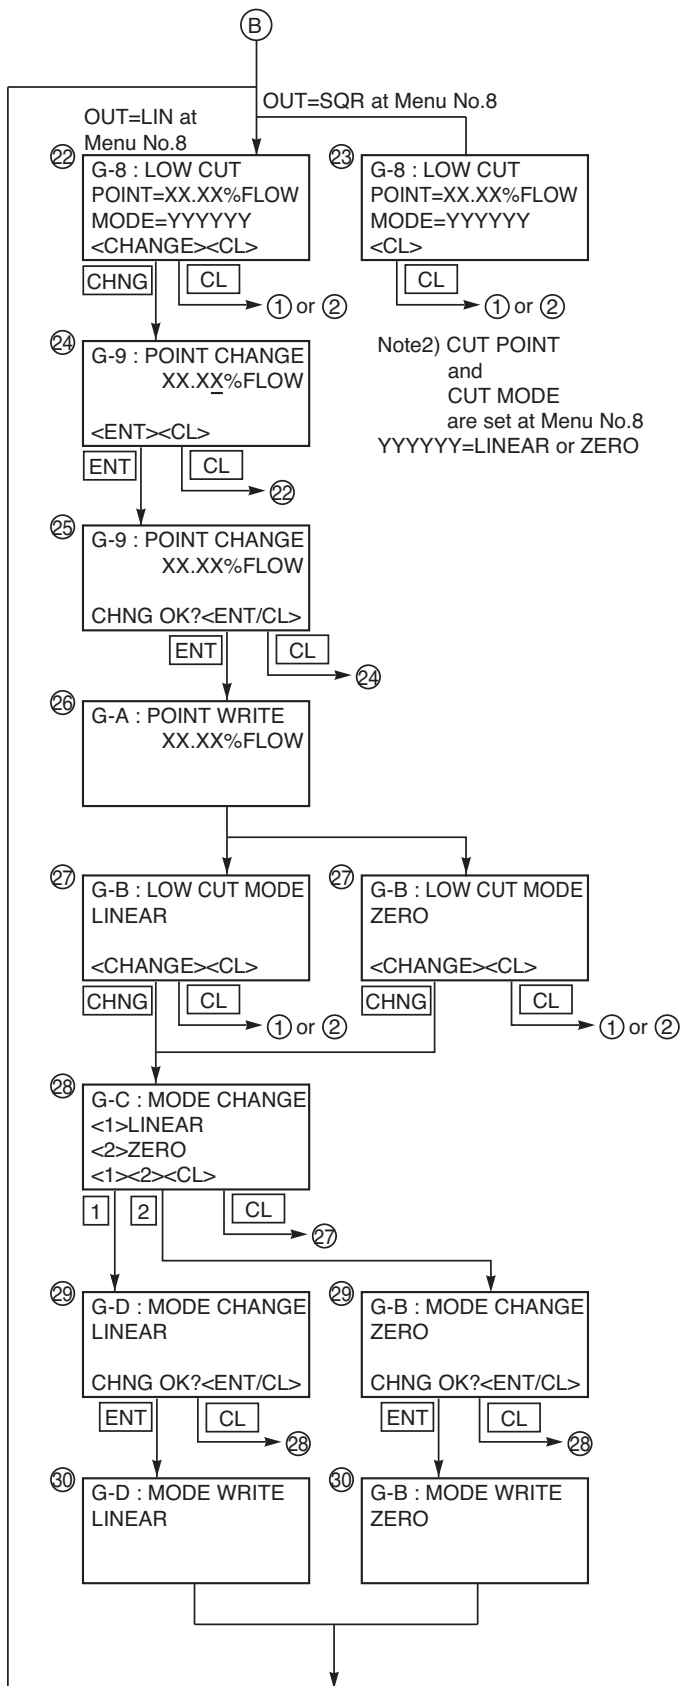 B
OUT=SQR at Menu No.8
OUT=LIN at
Menu No.8
22
G-8 : LOW CUT
POINT=XX.XX%FLOW
MODE=YYYYYY
<CHANGE><CL>
23
G-8 : LOW CUT
POINT=XX.XX%FLOW
MODE=YYYYYY
<CL>
CHNG
CL
1 or 2
CL
1 or 2
Note2) CUT POINT
and
CUT MODE
are set at Menu No.8
YYYYYY=LINEAR or ZERO
24
G-9 : POINT CHANGE
XX.XX%FLOW
<ENT><CL>
ENT
CL
22
25
G-9 : POINT CHANGE
XX.XX%FLOW
CHNG OK?<ENT/CL>
ENT
CL
24
26
G-A : POINT WRITE
XX.XX%FLOW
27
G-B : LOW CUT MODE
LINEAR
<CHANGE><CL>
27
G-B : LOW CUT MODE
ZERO
<CHANGE><CL>
CHNG
CL
1 or 2
CHNG
CL
1 or 2
28
G-C : MODE CHANGE
<1>LINEAR
<2>ZERO
<1><2><CL>
1
2
CL
27
29
G-D : MODE CHANGE
LINEAR
CHNG OK?<ENT/CL>
29
G-B : MODE CHANGE
ZERO
CHNG OK?<ENT/CL>
ENT
CL
28
ENT
CL
28
30
G-D : MODE WRITE
LINEAR
30
G-B : MODE WRITE
ZERO